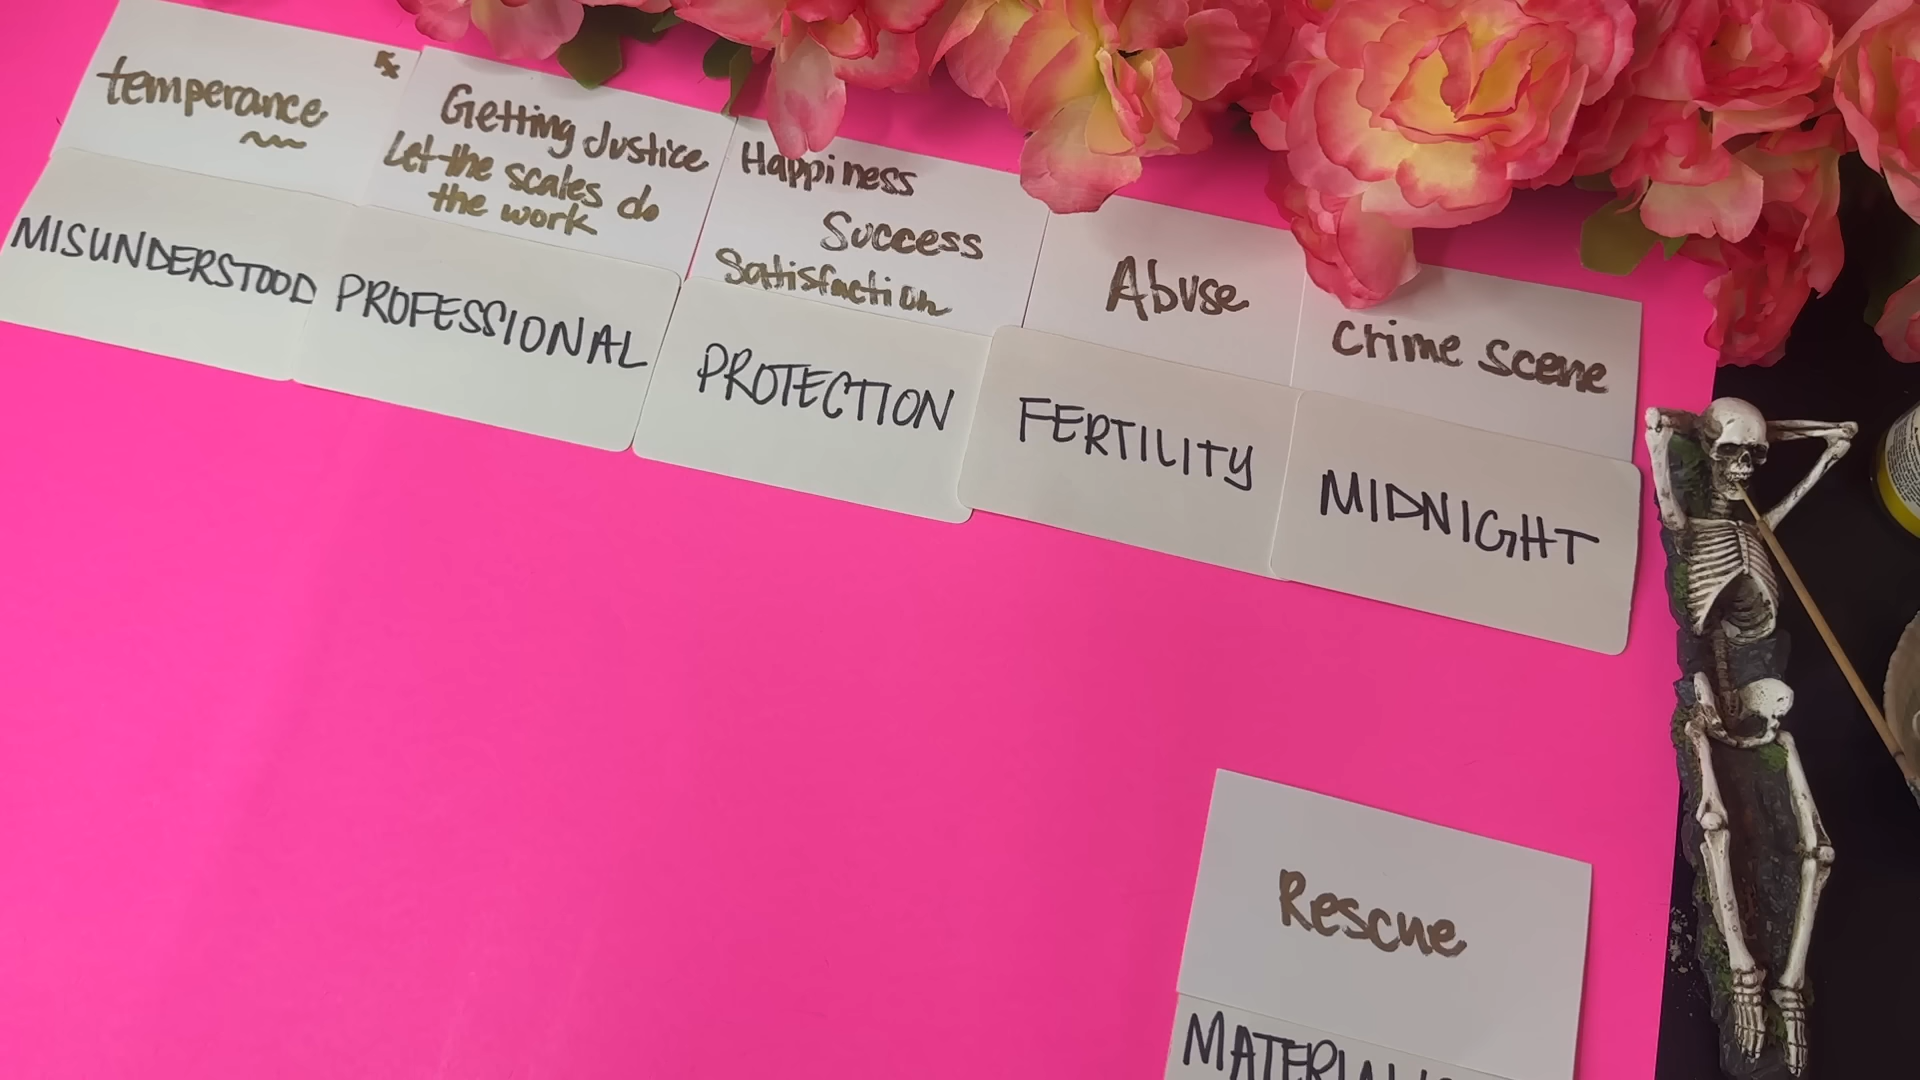 temperance
Getting Justice
Let the scales do
the work
Happiness
Success
Satisfaction
Abuse
Crime Scene
MISUNDERSTOOD
PROFESSIONAL
PROTECTION
FERTILITY
MIDNIGHT
Rescue